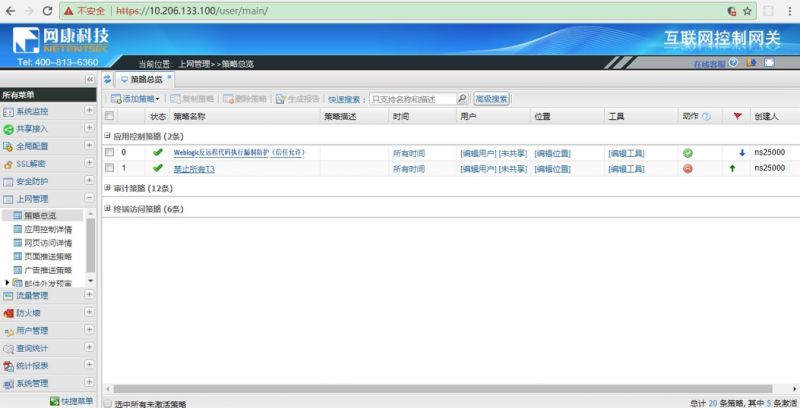 不安全 https://10.206.133.100/user/main/
网康科技
NETENTSEC
Tel: 400-813-6360
互联网控制网关
当前位置: 上网管理>>策略总览
在线客服
所有菜单
系统监控
共享接入
全局配置
SSL解密
安全防护
上网管理
策略总览
应用控制详情
网页访问详情
页面推送策略
广告推送策略
邮件外发预审
流量管理
防火墙
用户管理
查询统计
统计报表
系统管理
快捷菜单
策略总览
添加策略 复制策略 删除策略 生成报告 快速搜索: 只支持名称和描述 高级搜索
状态 策略名称 策略描述 时间 用户 位置 工具 动作 创建人
应用控制策略 (2条)
0 Weblogic反远程代码执行漏洞防护 (信任允许) 所有时间 [编辑用户] [未共享] [编辑位置] [编辑工具] ns25000
1 禁止所有T3 所有时间 [编辑用户] [未共享] [编辑位置] [编辑工具] ns25000
审计策略 (12条)
终端访问策略 (6条)
选中所有未激活策略
总计 20 条策略, 其中 5 条激活